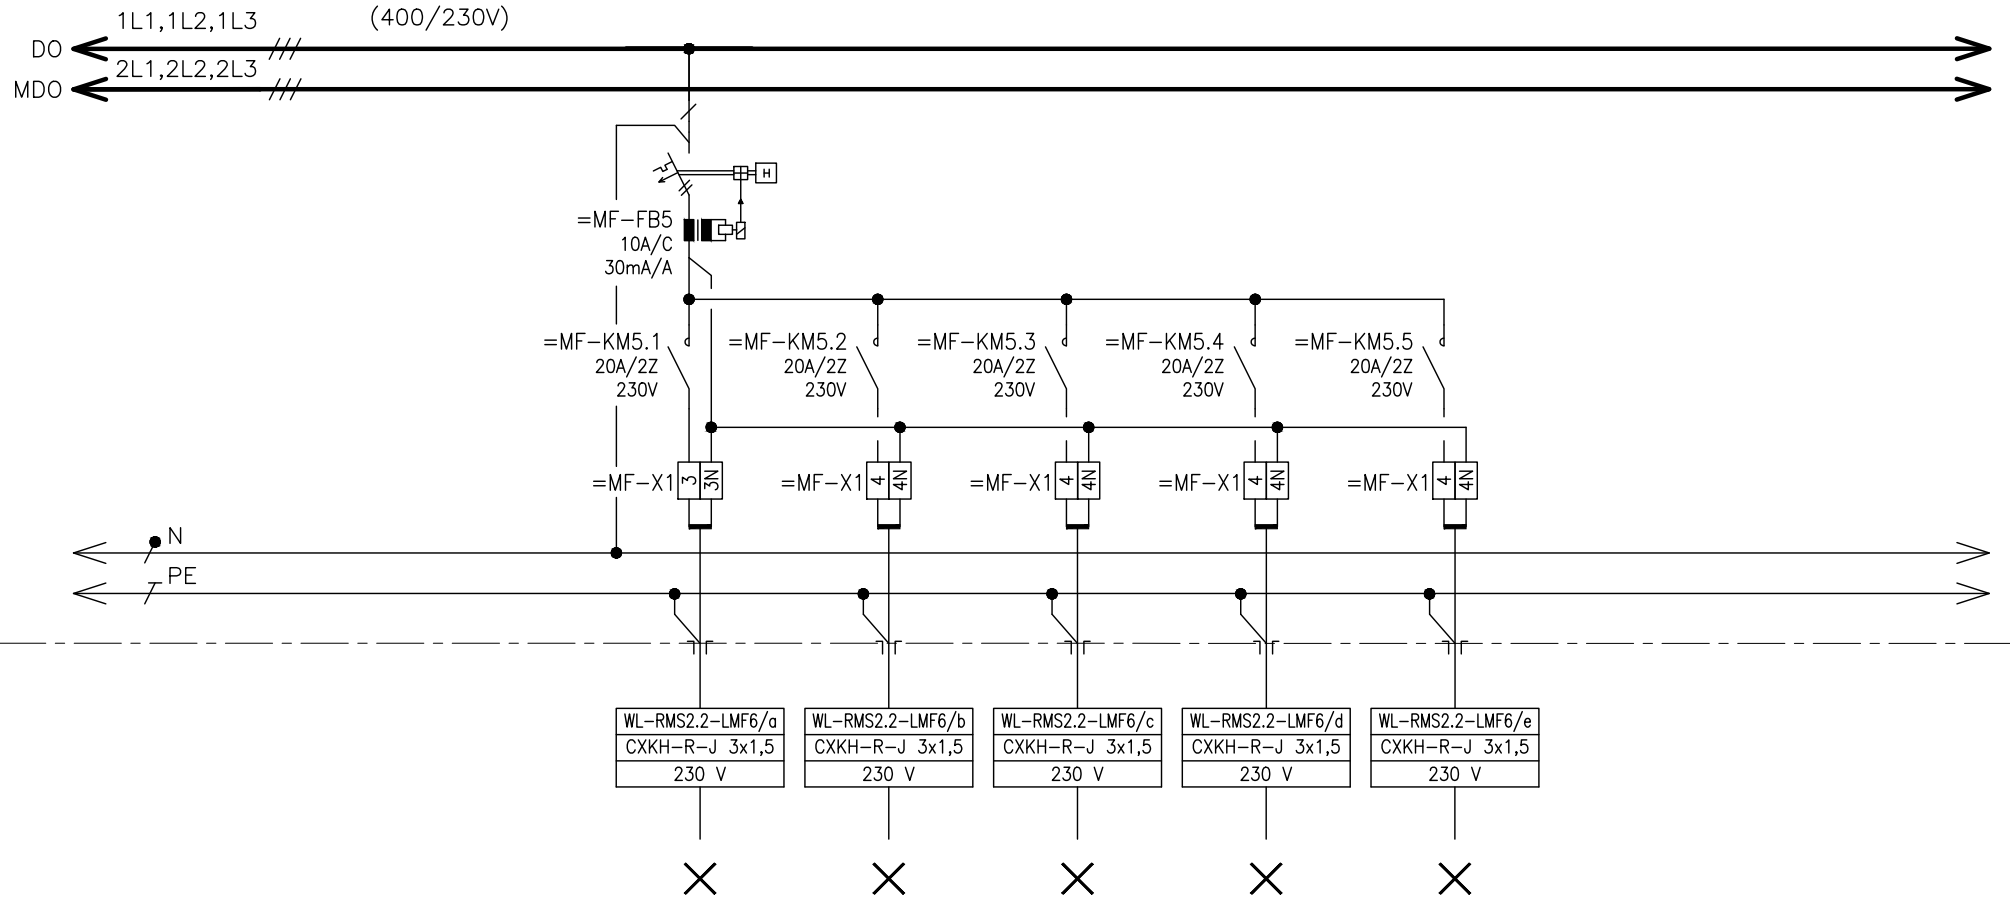 1L1,1L2,1L3 (400/230V)
DO
2L1,2L2,2L3
MDO
H
=MF-FB5
10A/C
30mA/A
=MF-KM5.1 =MF-KM5.2 =MF-KM5.3 =MF-KM5.4 =MF-KM5.5
20A/2Z 20A/2Z 20A/2Z 20A/2Z 20A/2Z
230V 230V 230V 230V 230V
=MF-X1 3 3N =MF-X1 4 4N =MF-X1 4 4N =MF-X1 4 4N =MF-X1 4 4N
N
PE
WL-RMS2.2-LMF6/a WL-RMS2.2-LMF6/b WL-RMS2.2-LMF6/c WL-RMS2.2-LMF6/d WL-RMS2.2-LMF6/e
CXKH-R-J 3x1,5 CXKH-R-J 3x1,5 CXKH-R-J 3x1,5 CXKH-R-J 3x1,5 CXKH-R-J 3x1,5
230 V 230 V 230 V 230 V 230 V